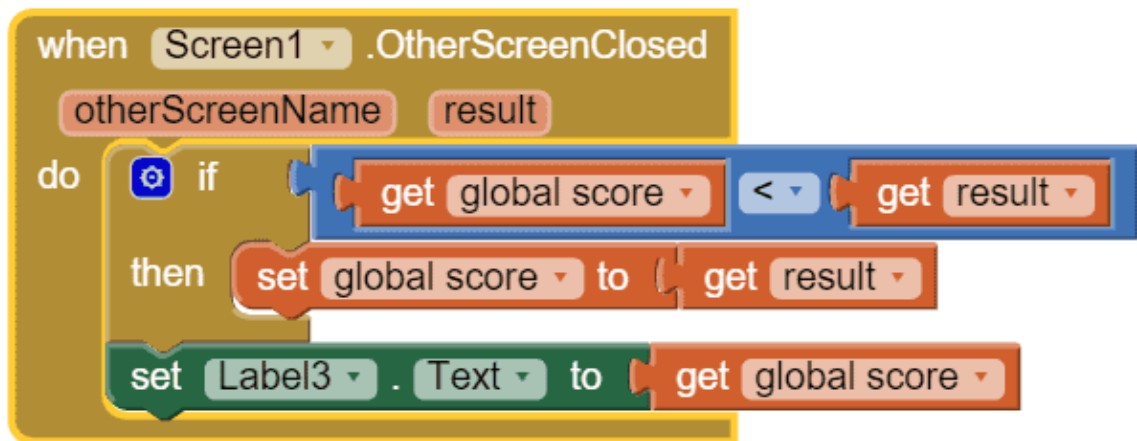 when Screen1 .OtherScreenClosed
otherScreenName result
do if get global score < get result
then set global score to get result
set Label3 . Text to get global score